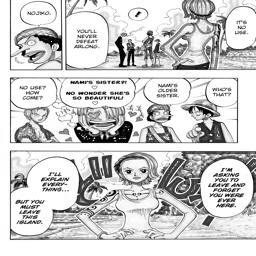 IT'S
NO
USE.
YOU'LL
NEVER
DEFEAT
ARLONG.
NOJIKO.
WHO'S
THAT?
NAMI'S
OLDER
SISTER.
NAMI'S SISTER?!
NO WONDER SHE'S
SO BEAUTIFUL!
NO USE?
HOW
COME?
I'M
ASKING
YOU TO
LEAVE
AND
FORGET
YOU WERE
EVER
HERE.
I'LL
EXPLAIN
EVERY-
THING...
BUT YOU
MUST
LEAVE
THIS
ISLAND.